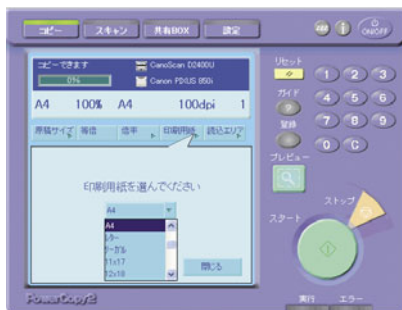 コピー スキャン 共有BOX 設定
ON/OFF
コピーできます CanoScan D2400U
0% Canon PIXUS 850i
A4 100% A4 100dpi 1
原稿サイズ 等倍 倍率 印刷用紙 読込エリア
印刷用紙を選んでください
A4
A4
レター
リーガル
11x17
12x18
閉じる
リセット
ガイド
登録
プレビュー
1 2 3
4 5 6
7 8 9
0 C
ストップ
スタート
実行 エラー
PowerCopy2